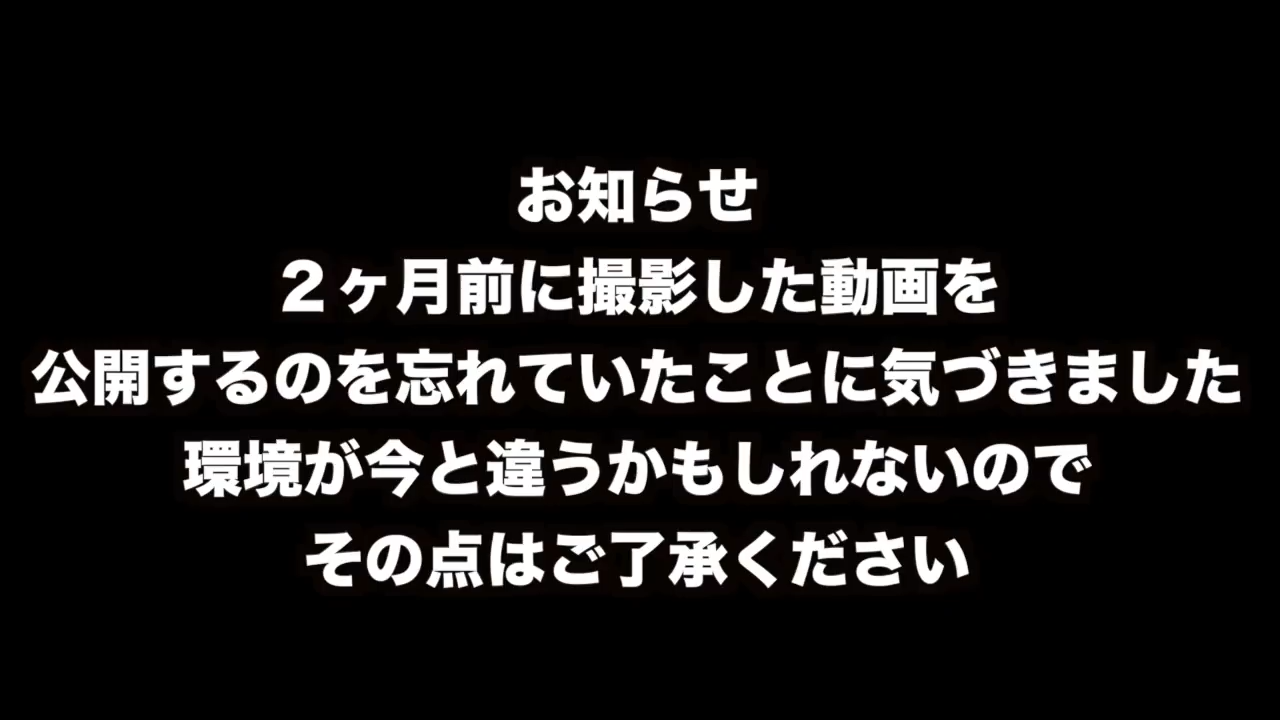 お知らせ
２ヶ月前に撮影した動画を
公開するのを忘れていたことに気づきました
環境が今と違うかもしれないので
その点はご了承ください